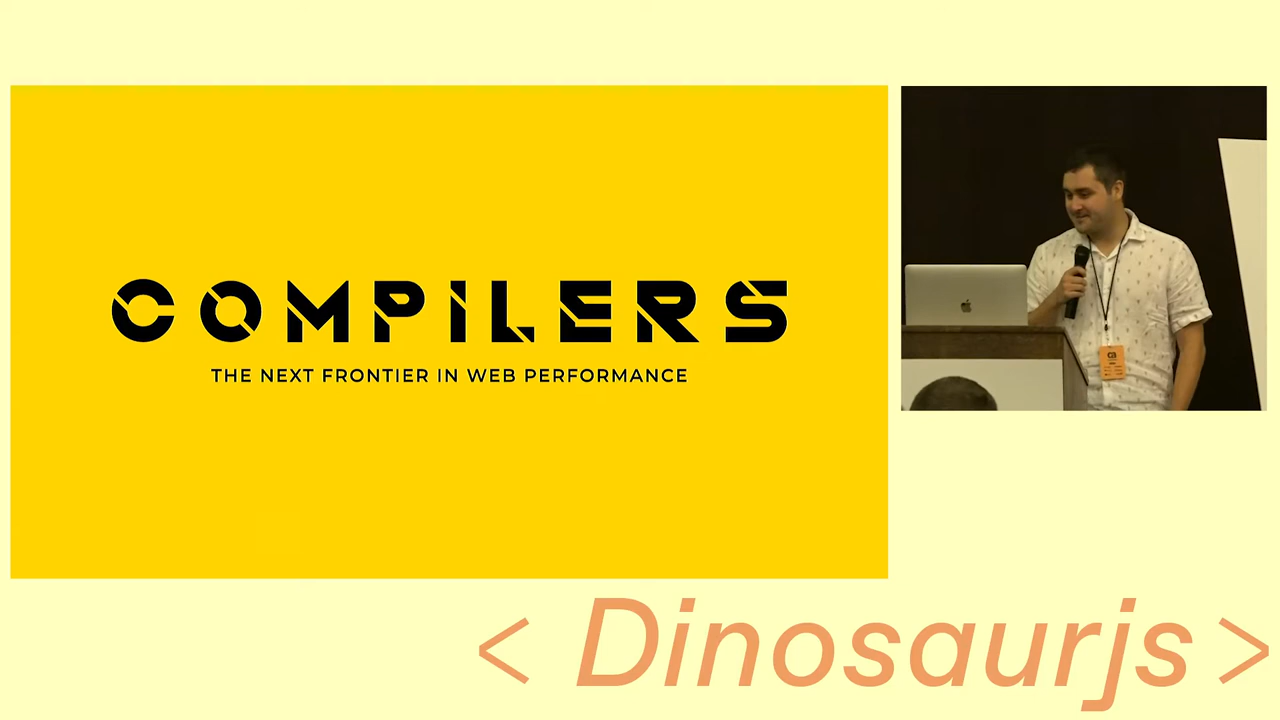 COMPILERS
THE NEXT FRONTIER IN WEB PERFORMANCE
< Dinosaurjs >